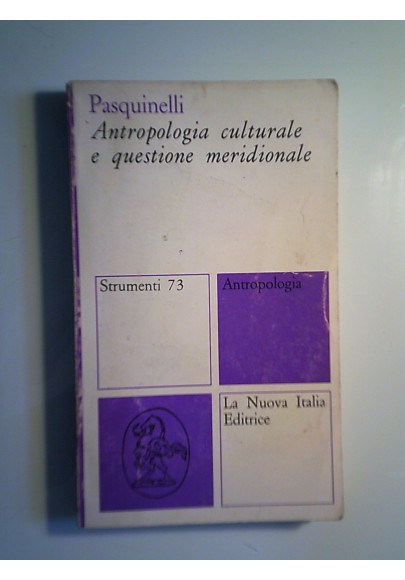 Pasquinelli
Antropologia culturale
e questione meridionale
Strumenti 73
Antropologia
La Nuova Italia
Editrice